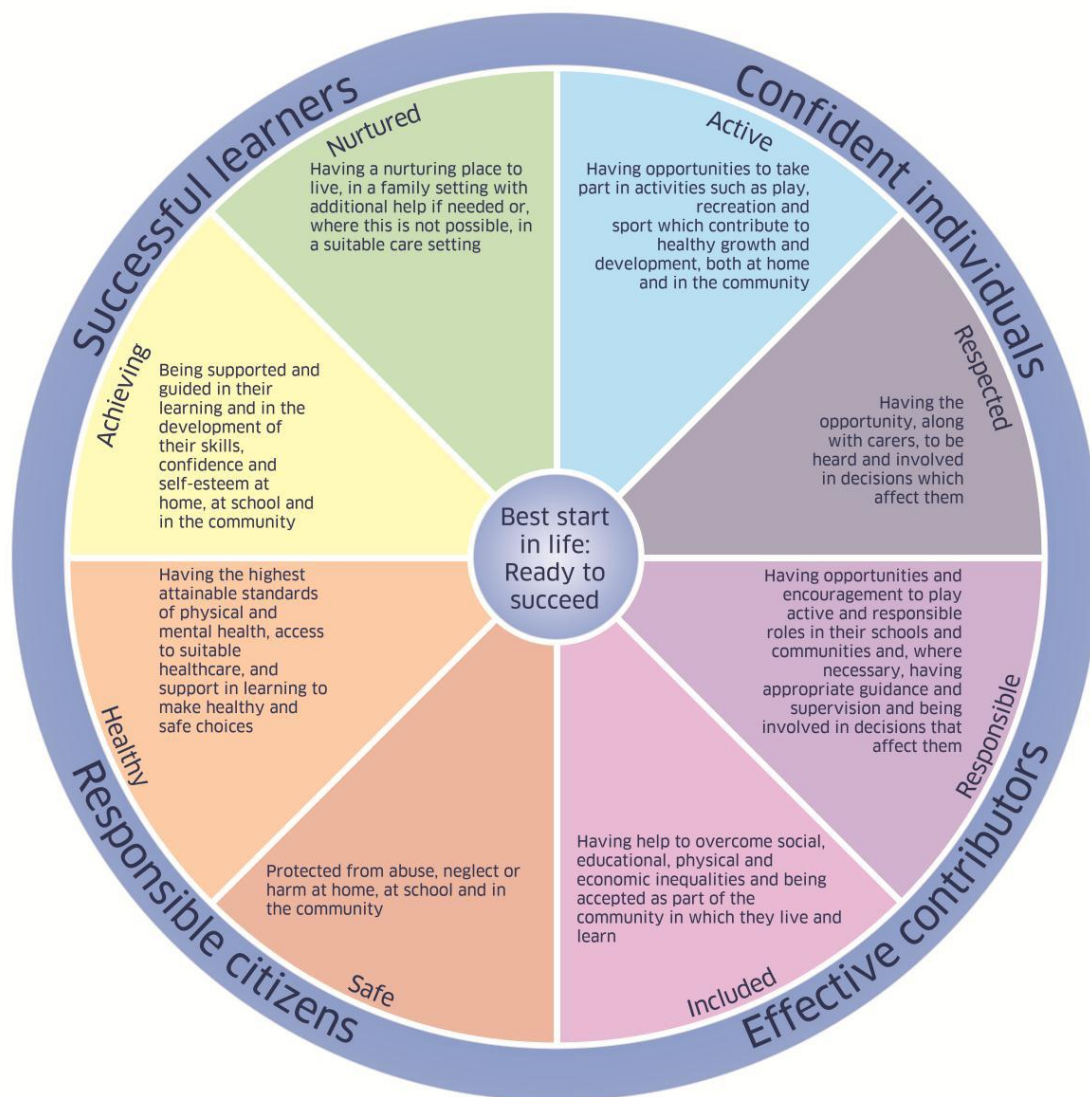 Successful learners
Confident individuals
Nurtured
Having a nurturing place to
live, in a family setting with
additional help if needed or,
where this is not possible, in
a suitable care setting
Active
Having opportunities to take
part in activities such as play,
recreation and
sport which contribute to
healthy growth and
development, both at home
and in the community
Achieving
Being supported and
guided in their
learning and in the
development of
their skills,
confidence and
self-esteem at
home, at school and
in the community
Respected
Having the
opportunity, along
with carers, to be
heard and involved
in decisions which
affect them
Best start
in life:
Ready to
succeed
Healthy
Having the highest
attainable standards
of physical and
mental health, access
to suitable
healthcare, and
support in learning to
make healthy and
safe choices
Responsible
Having opportunities and
encouragement to play
active and responsible
roles in their schools and
communities and, where
necessary, having
appropriate guidance and
supervision and being
involved in decisions that
affect them
Safe
Protected from abuse, neglect or
harm at home, at school and in
the community
Included
Having help to overcome social,
educational, physical and
economic inequalities and being
accepted as part of the
community in which they live and
learn
Responsible citizens
Effective contributors